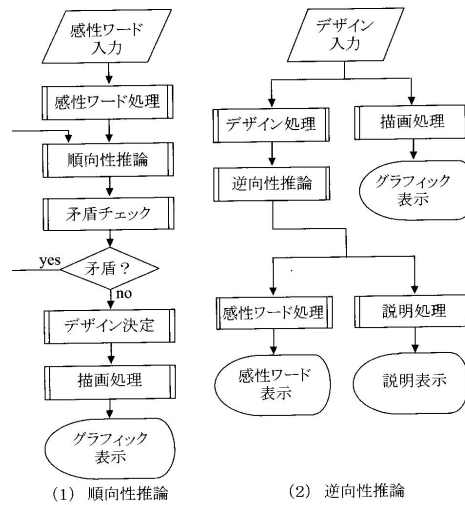 感性ワード
入力
感性ワード処理
順向性推論
矛盾チェック
yes
矛盾?
no
デザイン決定
描画処理
グラフィック
表示
(1) 順向性推論
デザイン
入力
デザイン処理
描画処理
逆向性推論
グラフィック
表示
感性ワード処理
説明処理
感性ワード
表示
説明表示
(2) 逆向性推論